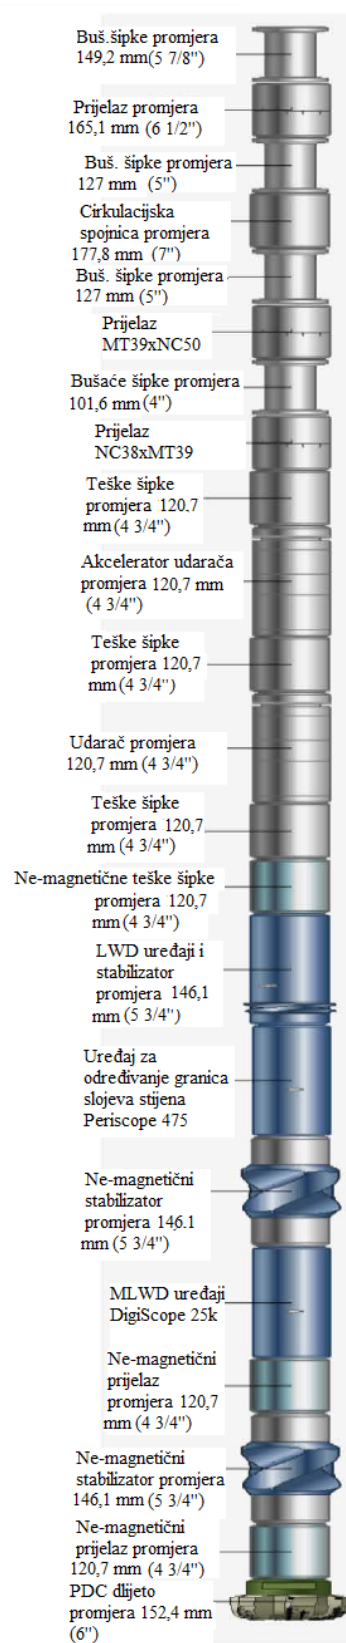 Buš.šipke promjera
149,2 mm(5 7/8")
Prijelaz promjera
165,1 mm (6 1/2")
Buš. šipke promjera
127 mm (5")
Cirkulacijska
spojnica promjera
177,8 mm (7")
Buš. šipke promjera
127 mm (5")
Prijelaz
MT39xNC50
Bušaće šipke promjera
101,6 mm(4")
Prijelaz
NC38xMT39
Teške šipke
promjera 120,7
mm (4 3/4")
Akcelerator udarača
promjera 120,7 mm
(4 3/4")
Teške šipke
promjera 120,7
mm (4 3/4")
Udarač promjera
120,7 mm (4 3/4")
Teške šipke
promjera 120,7
mm (4 3/4")
Ne-magnetične teške šipke
promjera 120,7
mm (4 3/4")
LWD uređaji i
stabilizator
promjera 146,1
mm (5 3/4")
Uređaj za
određivanje granica
slojeva stijena
Periscope 475
Ne-magnetični
stabilizator
promjera 146.1
mm (5 3/4")
MLWD uređaji
DigiScope 25k
Ne-magnetični
prijelaz
promjera 120,7
mm (4 3/4")
Ne-magnetični
stabilizator promjera
146,1 mm (5 3/4")
Ne-magnetični
prijelaz promjera
120,7 mm (4 3/4")
PDC dlijeto
promjera 152,4 mm
(6")